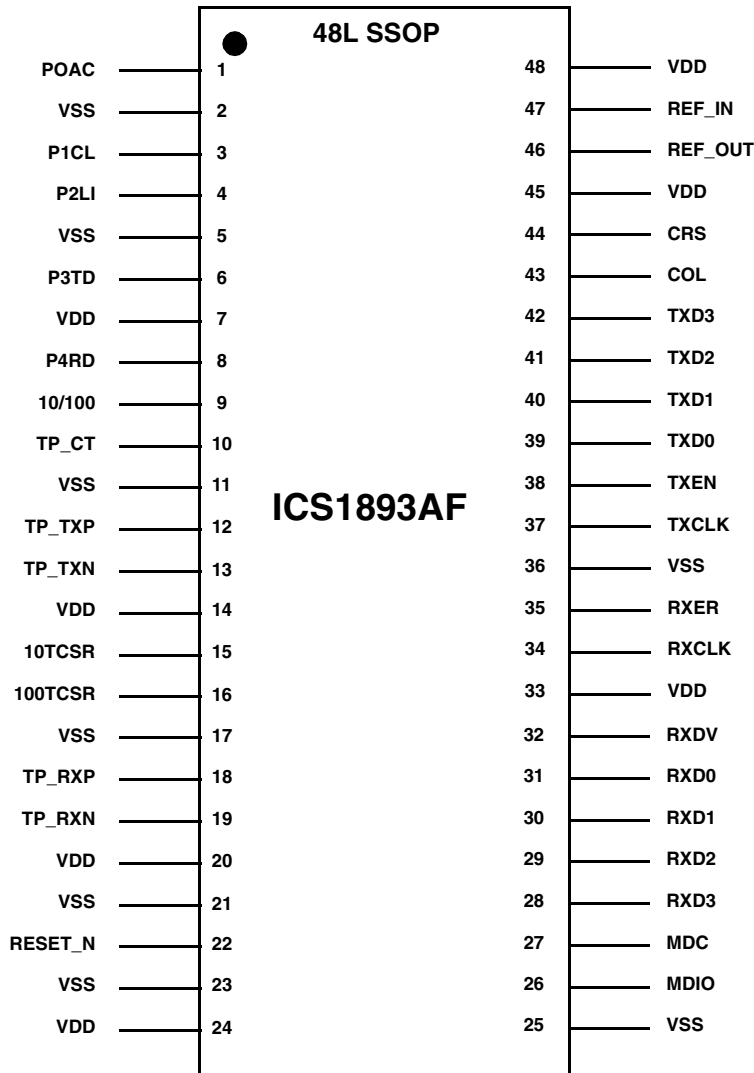 48L SSOP
POAC 1 48 VDD
VSS 2 47 REF_IN
P1CL 3 46 REF_OUT
P2LI 4 45 VDD
VSS 5 44 CRS
P3TD 6 43 COL
VDD 7 42 TXD3
P4RD 8 41 TXD2
10/100 9 40 TXD1
TP_CT 10 39 TXD0
VSS 11 38 TXEN
ICS1893AF
TP_TXP 12 37 TXCLK
TP_TXN 13 36 VSS
VDD 14 35 RXER
10TCSR 15 34 RXCLK
100TCSR 16 33 VDD
VSS 17 32 RXDV
TP_RXP 18 31 RXD0
TP_RXN 19 30 RXD1
VDD 20 29 RXD2
VSS 21 28 RXD3
RESET_N 22 27 MDC
VSS 23 26 MDIO
VDD 24 25 VSS